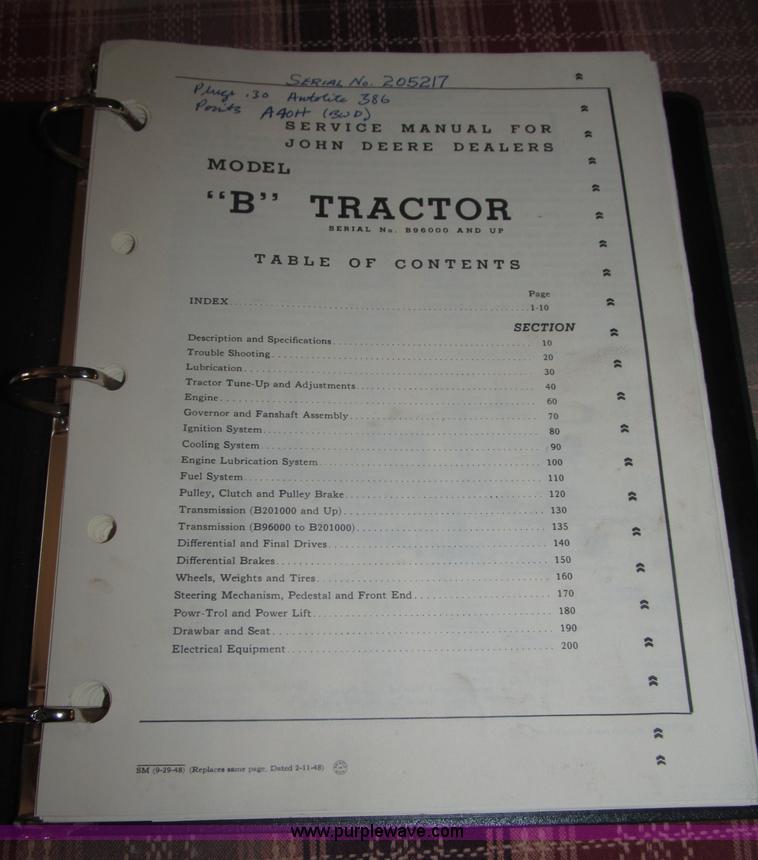 SERIAL No. 205217
Plugs .30 Autolite 386
Points A40H (BWD)
SERVICE MANUAL FOR
JOHN DEERE DEALERS
MODEL
"B" TRACTOR
SERIAL No. B96000 AND UP
TABLE OF CONTENTS
Page
INDEX 1-10
SECTION
Description and Specifications 10
Trouble Shooting 20
Lubrication 30
Tractor Tune-Up and Adjustments 40
Engine 60
Governor and Fanshaft Assembly 70
Ignition System 80
Cooling System 90
Engine Lubrication System 100
Fuel System 110
Pulley, Clutch and Pulley Brake 120
Transmission (B201000 and Up) 130
Transmission (B96000 to B201000) 135
Differential and Final Drives 140
Differential Brakes 150
Wheels, Weights and Tires 160
Steering Mechanism, Pedestal and Front End 170
Powr-Trol and Power Lift 180
Drawbar and Seat 190
Electrical Equipment 200
SM (9-29-48) (Replaces same page, Dated 2-11-48)
www.purplewave.com